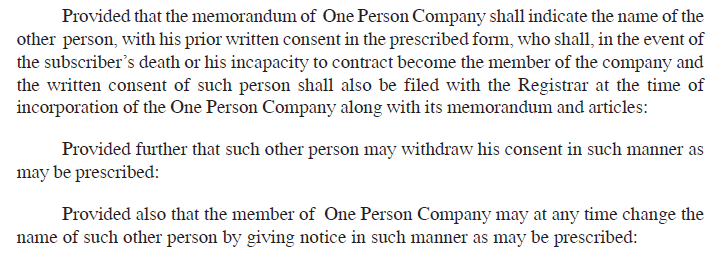 Provided that the memorandum of One Person Company shall indicate the name of the
other person, with his prior written consent in the prescribed form, who shall, in the event of
the subscriber’s death or his incapacity to contract become the member of the company and
the written consent of such person shall also be filed with the Registrar at the time of
incorporation of the One Person Company along with its memorandum and articles:
Provided further that such other person may withdraw his consent in such manner as
may be prescribed:
Provided also that the member of One Person Company may at any time change the
name of such other person by giving notice in such manner as may be prescribed: